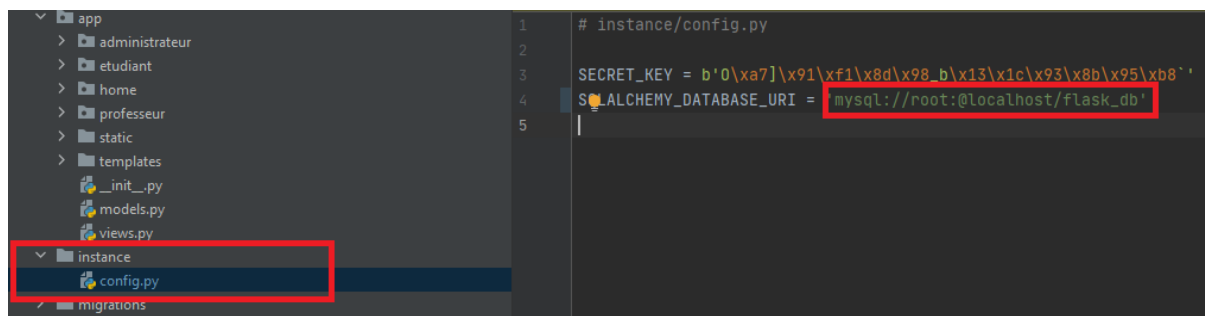 app
administrateur
etudiant
home
professeur
static
templates
__init__.py
models.py
views.py
instance
config.py
migrations
1 # instance/config.py
2
3 SECRET_KEY = b'O\xa7]\x91\xf1\x8d\x98_b\x13\x1c\x93\x8b\x95\xb8`'
4 SQLALCHEMY_DATABASE_URI = 'mysql://root:@localhost/flask_db'
5